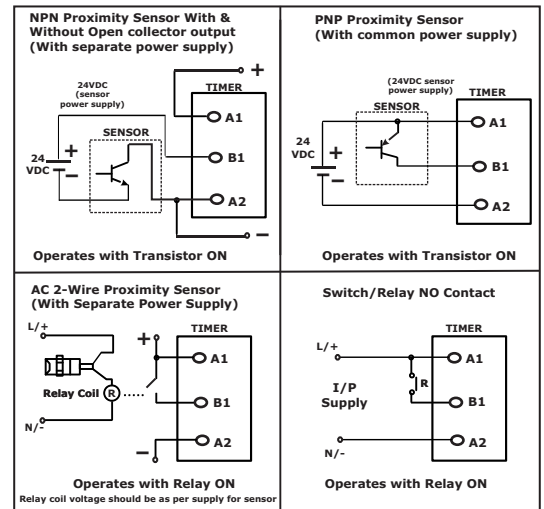 NPN Proximity Sensor With &
Without Open collector output
(With separate power supply)
24VDC
(sensor
power supply)
TIMER
+
A1
SENSOR
24
VDC
+
−
B1
A2
−
Operates with Transistor ON
PNP Proximity Sensor
(With common power supply)
(24VDC sensor
power supply)
TIMER
SENSOR
A1
24
VDC
+
−
B1
A2
Operates with Transistor ON
AC 2-Wire Proximity Sensor
(With Separate Power Supply)
L/+
+
TIMER
A1
Relay Coil
R
B1
N/-
−
A2
Operates with Relay ON
Relay coil voltage should be as per supply for sensor
Switch/Relay NO Contact
TIMER
L/+
A1
I/P
Supply
R
B1
N/-
A2
Operates with Relay ON